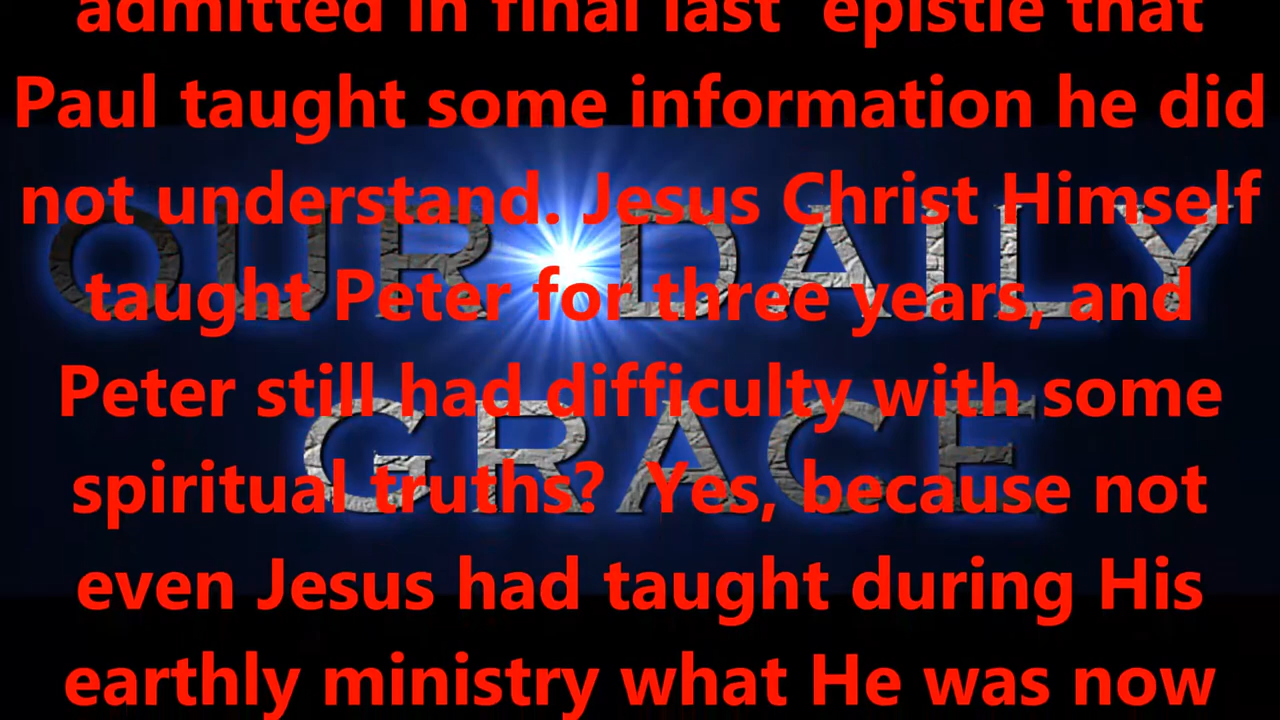 admitted in final last epistle that
Paul taught some information he did
not understand. Jesus Christ Himself
OUR DAILY
taught Peter for three years, and
Peter still had difficulty with some
GRACE
spiritual truths? Yes, because not
even Jesus had taught during His
earthly ministry what He was now